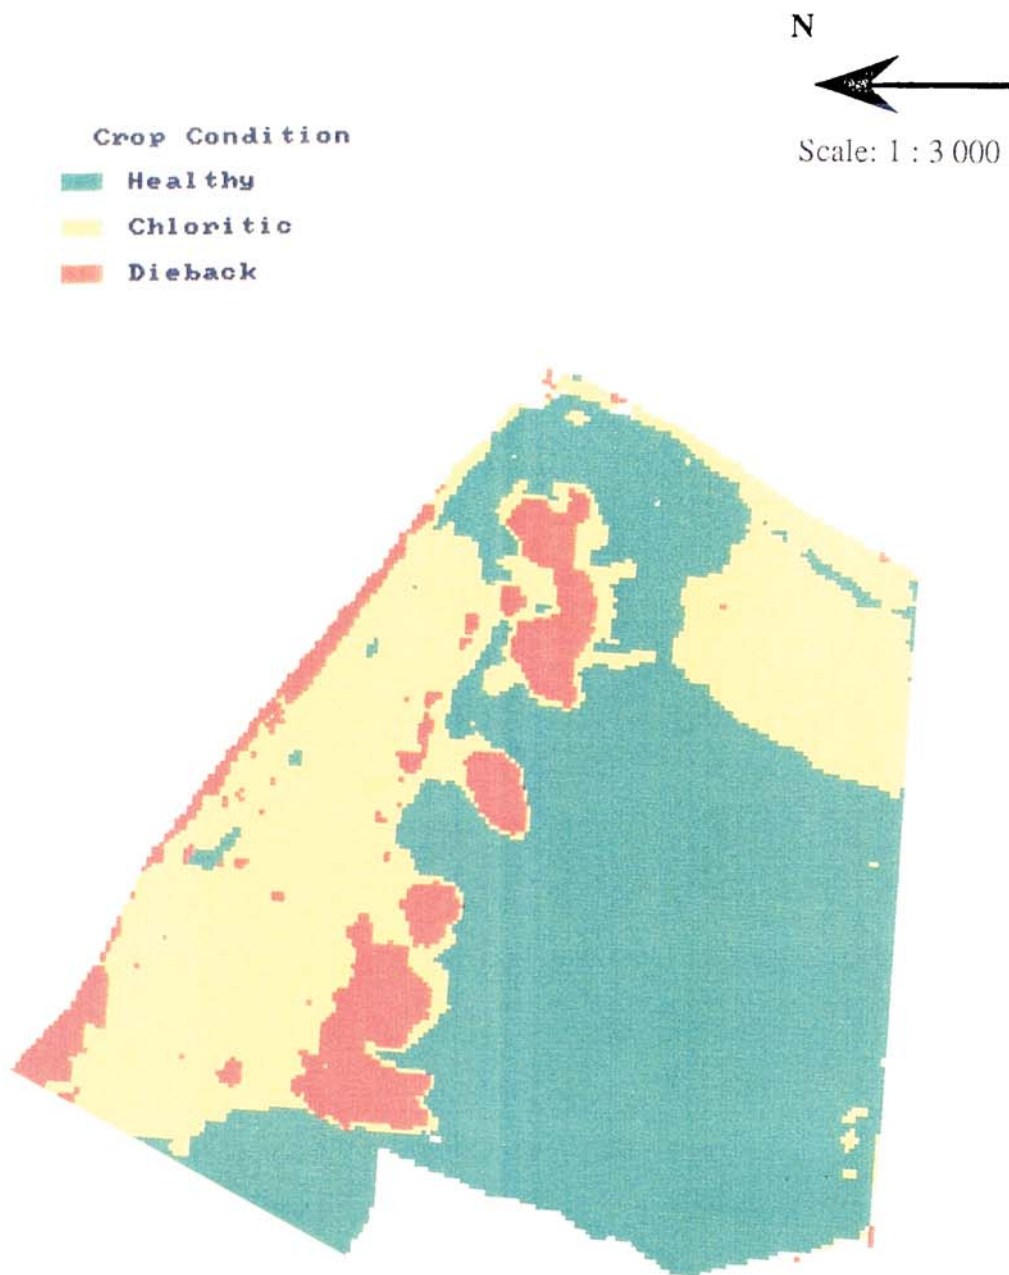 N
Scale: 1 : 3 000
Crop Condition
Healthy
Chloritic
Dieback